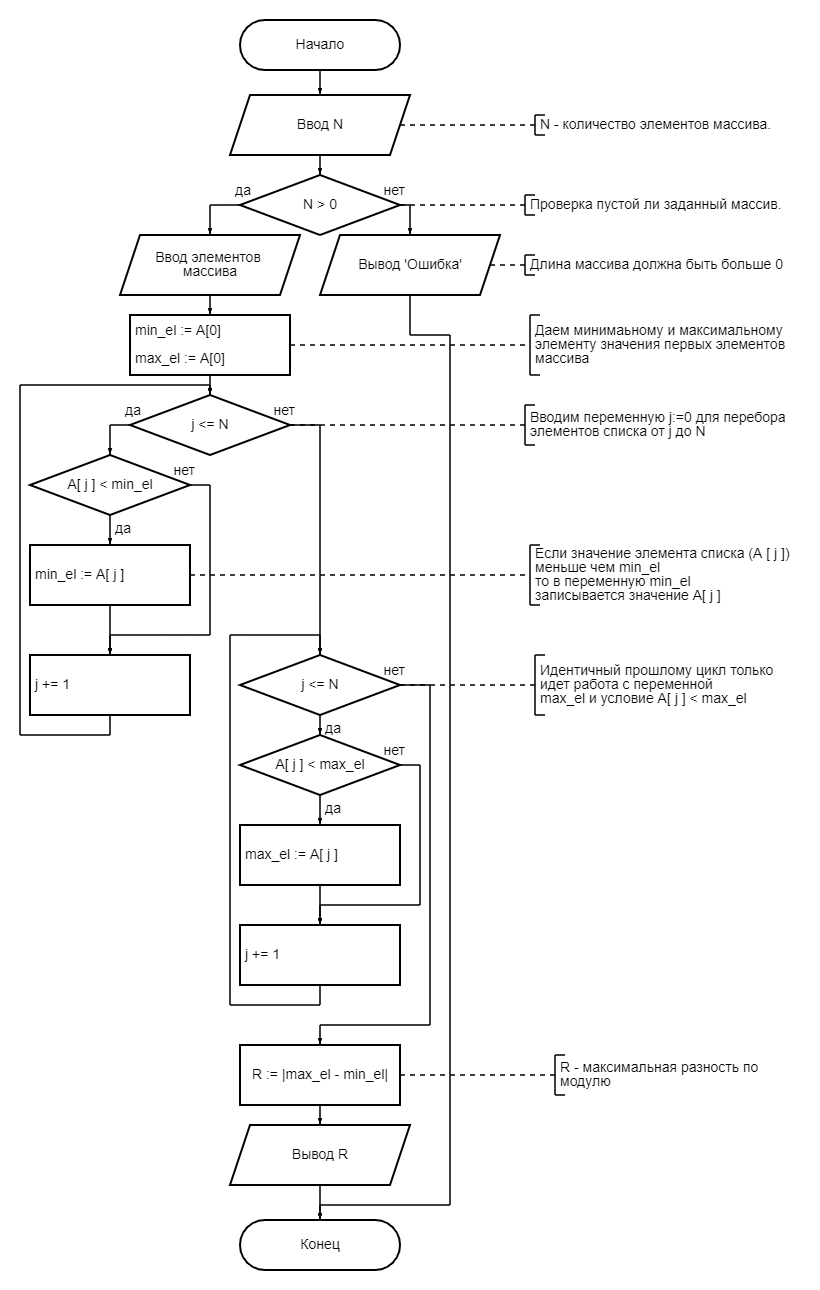 Начало
Ввод N
N - количество элементов массива.
да
нет
N > 0
Проверка пустой ли заданный массив.
Ввод элементов
массива
Вывод 'Ошибка'
Длина массива должна быть больше 0
min_el := A[0]
max_el := A[0]
Даем минимаьному и максимальному
элементу значения первых элементов
массива
да
нет
j <= N
Вводим переменную j:=0 для перебора
элементов списка от j до N
нет
A[ j ] < min_el
да
min_el := A[ j ]
Если значение элемента списка (A [ j ])
меньше чем min_el
то в переменную min_el
записывается значение A[ j ]
j += 1
нет
j <= N
Идентичный прошлому цикл только
идет работа с переменной
max_el и условие A[ j ] < max_el
да
нет
A[ j ] < max_el
да
max_el := A[ j ]
j += 1
R := |max_el - min_el|
R - максимальная разность по
модулю
Вывод R
Конец